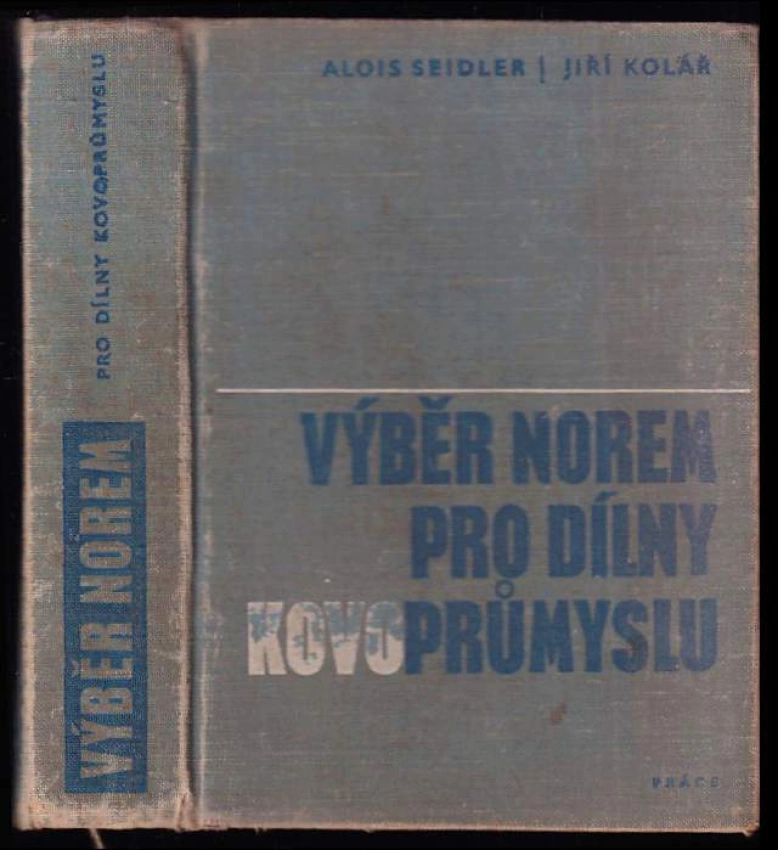 VÝBĚR NOREM
PRO DÍLNY KOVOPRŮMYSLU
ALOIS SEIDLER | JIŘÍ KOLÁŘ
VÝBĚR NOREM
PRO DÍLNY
KOVOPRŮMYSLU
PRÁCE